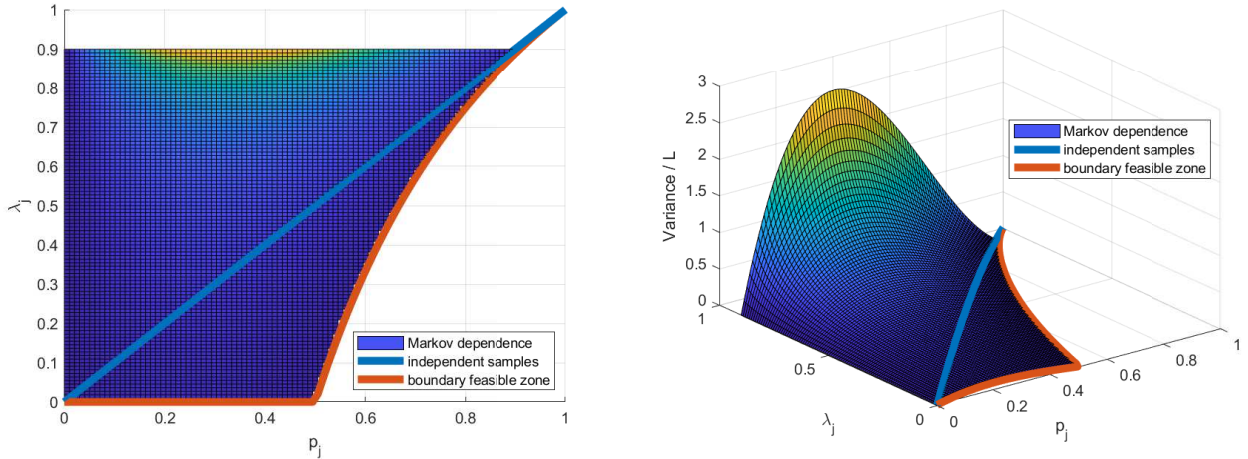 1
0.9
0.8
0.7
0.6
0.5
0.4
0.3
0.2
0.1
0
λj
0 0.2 0.4 0.6 0.8 1
pj
Markov dependence
independent samples
boundary feasible zone
3
2.5
2
1.5
1
0.5
0
Variance / L
1
0.5
0
λj
0
0.2
0.4
0.6
0.8
1
pj
Markov dependence
independent samples
boundary feasible zone